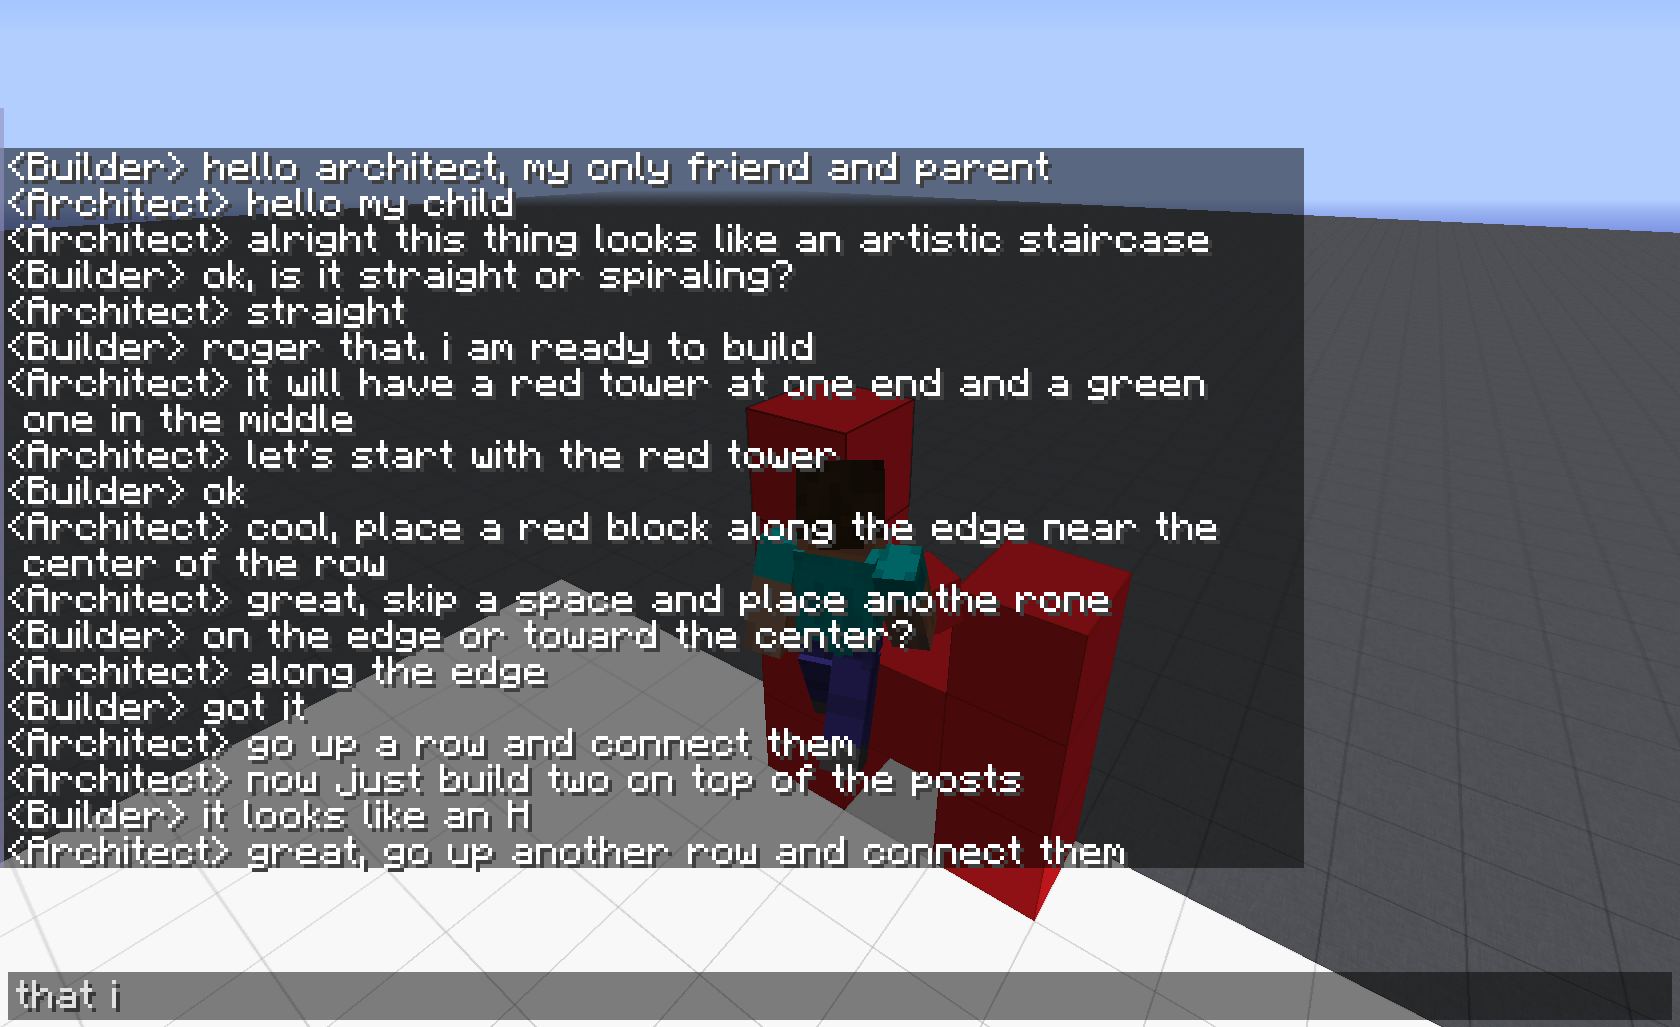 <Builder> hello architect, my only friend and parent
<Architect> hello my child
<Architect> alright this thing looks like an artistic staircase
<Builder> ok, is it straight or spiraling?
<Architect> straight
<Builder> roger that. i am ready to build
<Architect> it will have a red tower at one end and a green
one in the middle
<Architect> let's start with the red tower
<Builder> ok
<Architect> cool, place a red block along the edge near the
center of the row
<Architect> great, skip a space and place anothe rone
<Builder> on the edge or toward the center?
<Architect> along the edge
<Builder> got it
<Architect> go up a row and connect them
<Architect> now just build two on top of the posts
<Builder> it looks like an H
<Architect> great, go up another row and connect them
that i